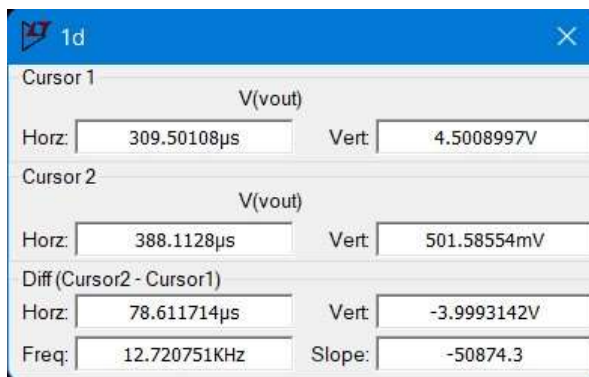 1d
Cursor 1
V(vout)
Horz: 309.50108µs Vert: 4.5008997V
Cursor 2
V(vout)
Horz: 388.1128µs Vert: 501.58554mV
Diff (Cursor2 - Cursor1)
Horz: 78.611714µs Vert: -3.9993142V
Freq: 12.720751KHz Slope: -50874.3